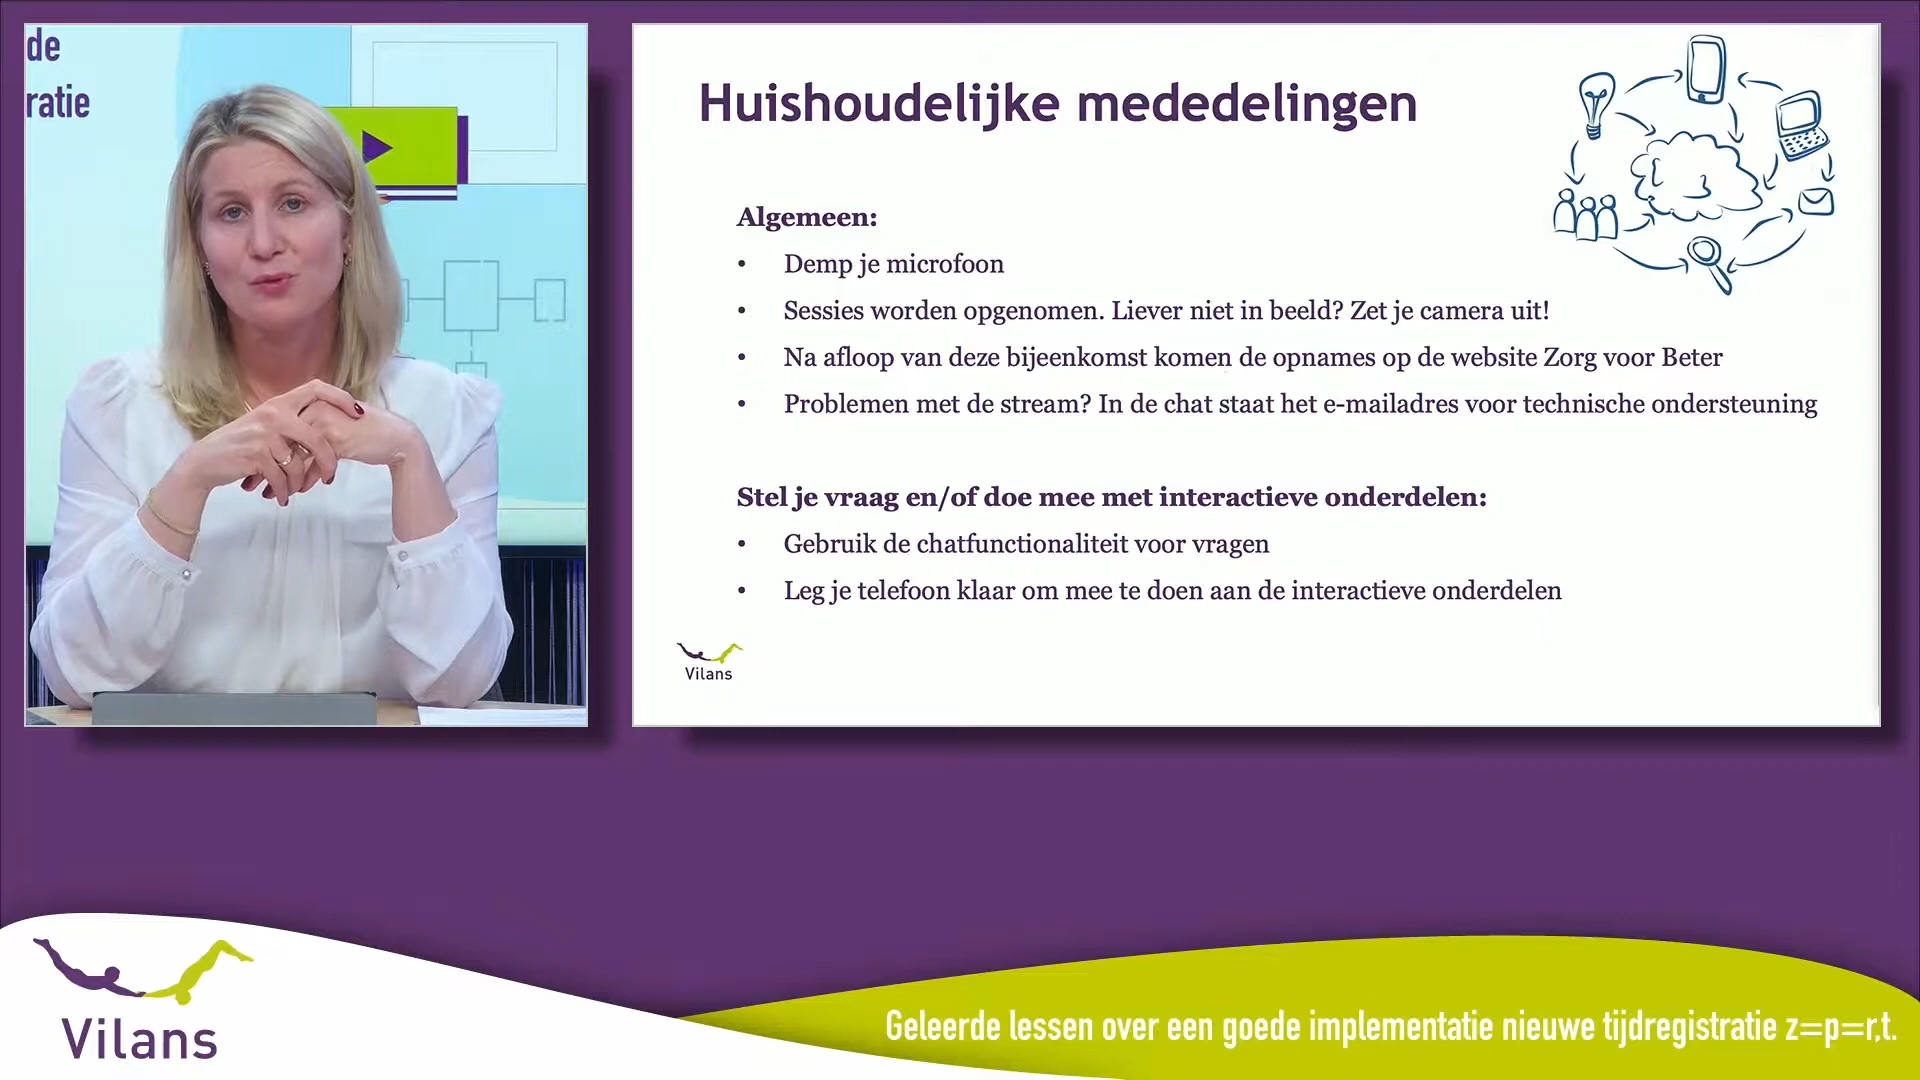 de
ratie
Huishoudelijke mededelingen
Algemeen:
• Demp je microfoon
• Sessies worden opgenomen. Liever niet in beeld? Zet je camera uit!
• Na afloop van deze bijeenkomst komen de opnames op de website Zorg voor Beter
• Problemen met de stream? In de chat staat het e-mailadres voor technische ondersteuning
Stel je vraag en/of doe mee met interactieve onderdelen:
• Gebruik de chatfunctionaliteit voor vragen
• Leg je telefoon klaar om mee te doen aan de interactieve onderdelen
Vilans
Vilans
Geleerde lessen over een goede implementatie nieuwe tijdregistratie z=p=r,t.